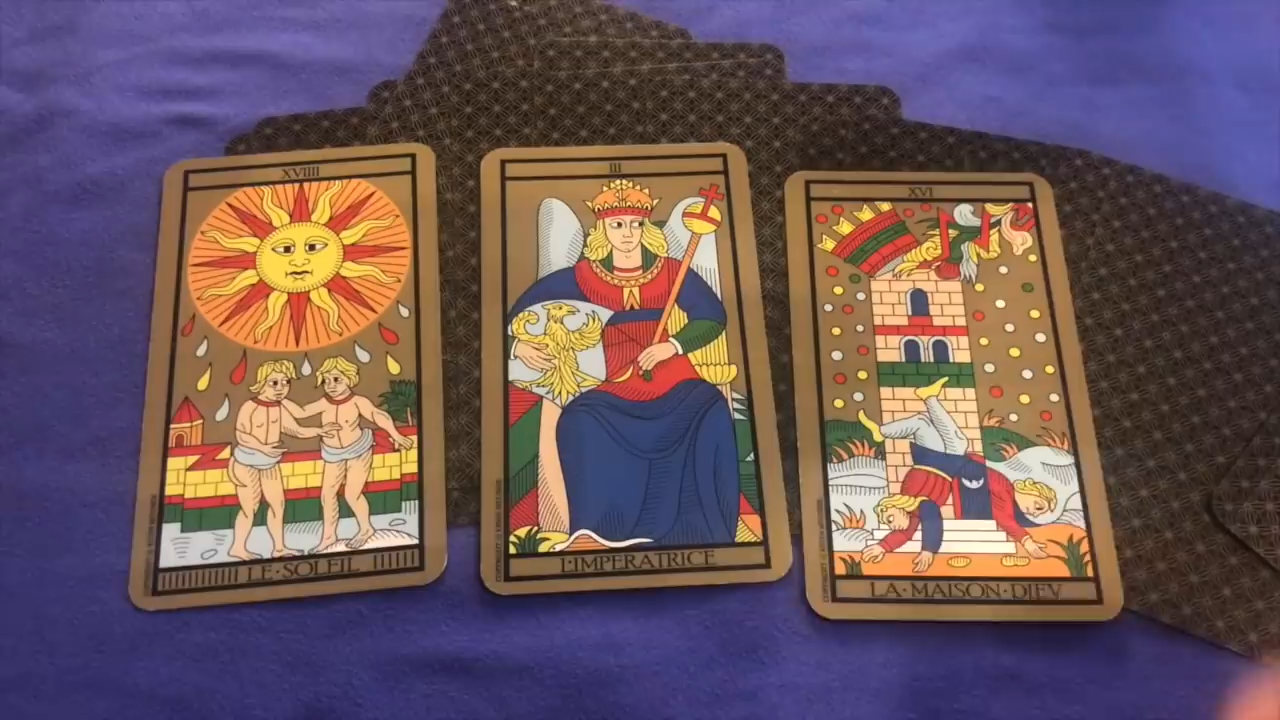 XVIIII
LE·SOLEIL
III
L'IMPERATRICE
XVI
LA·MAISON·DIEV